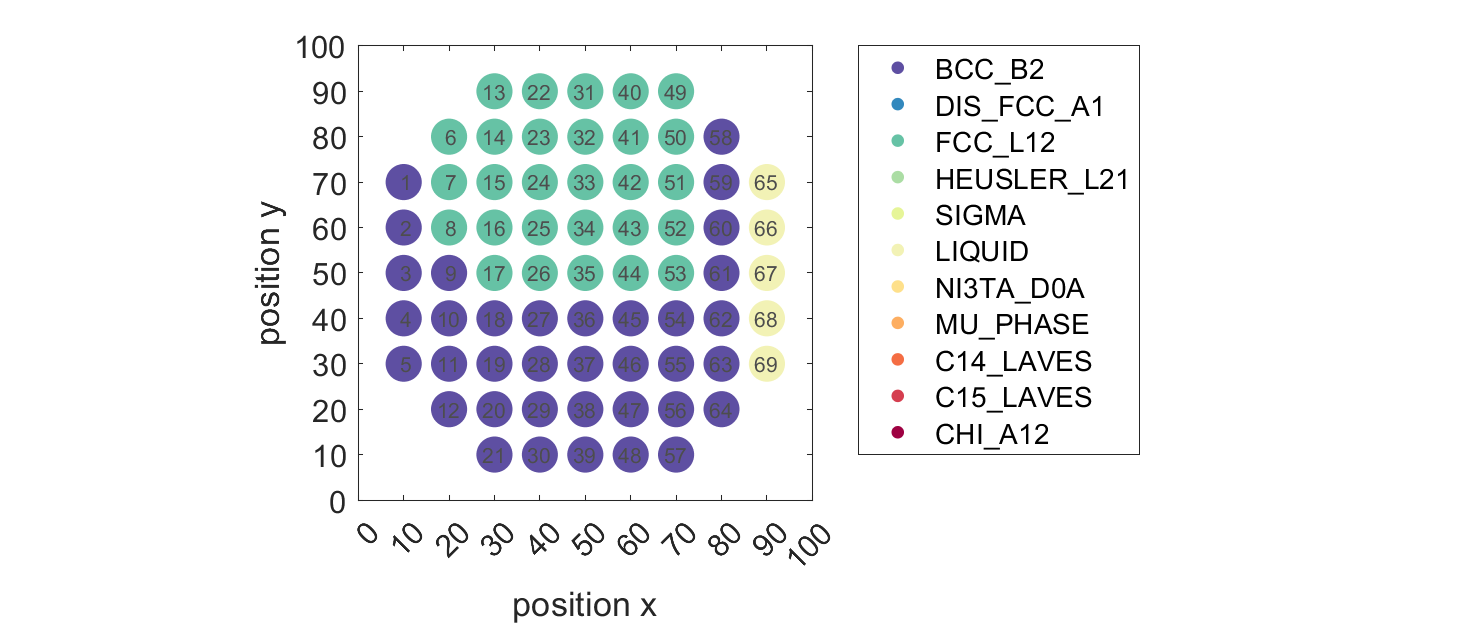 100
90
80
70
60
50
40
30
20
10
0
position y
13 22 31 40 49
6 14 23 32 41 50 58
1 7 15 24 33 42 51 59 65
2 8 16 25 34 43 52 60 66
3 9 17 26 35 44 53 61 67
4 10 18 27 36 45 54 62 68
5 11 19 28 37 46 55 63 69
12 20 29 38 47 56 64
21 30 39 48 57
0 10 20 30 40 50 60 70 80 90 100
position x
BCC_B2
DIS_FCC_A1
FCC_L12
HEUSLER_L21
SIGMA
LIQUID
NI3TA_D0A
MU_PHASE
C14_LAVES
C15_LAVES
CHI_A12